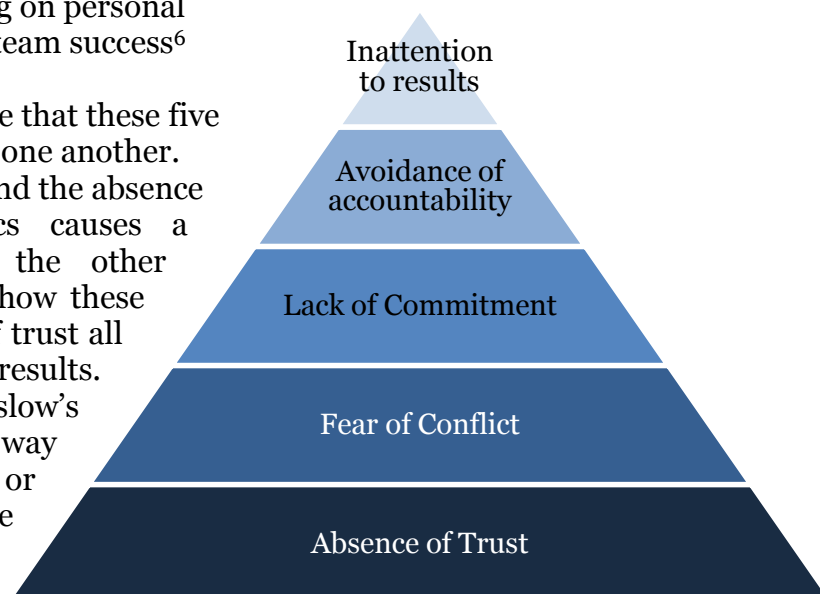 g on personal
team success⁶
e that these five
one another.
nd the absence
cs causes a
the other
how these
f trust all
results.
slow’s
way
or
e
Inattention
to results
Avoidance of
accountability
Lack of Commitment
Fear of Conflict
Absence of Trust